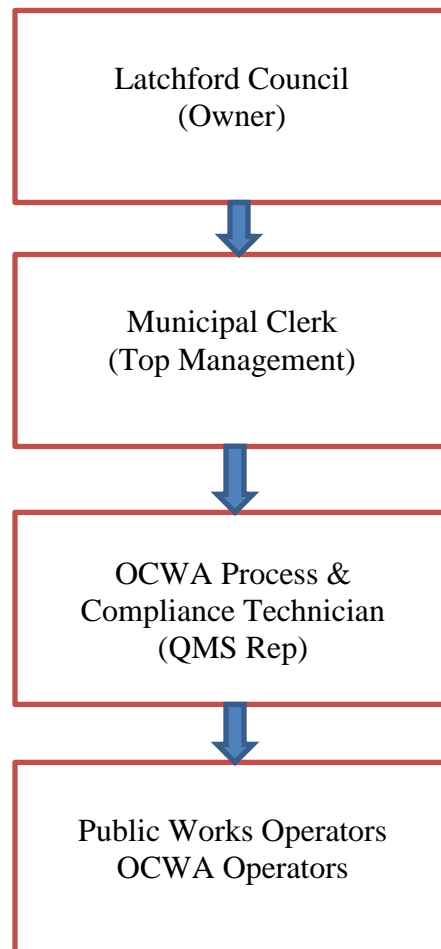 Latchford Council
(Owner)
Municipal Clerk
(Top Management)
OCWA Process &
Compliance Technician
(QMS Rep)
Public Works Operators
OCWA Operators